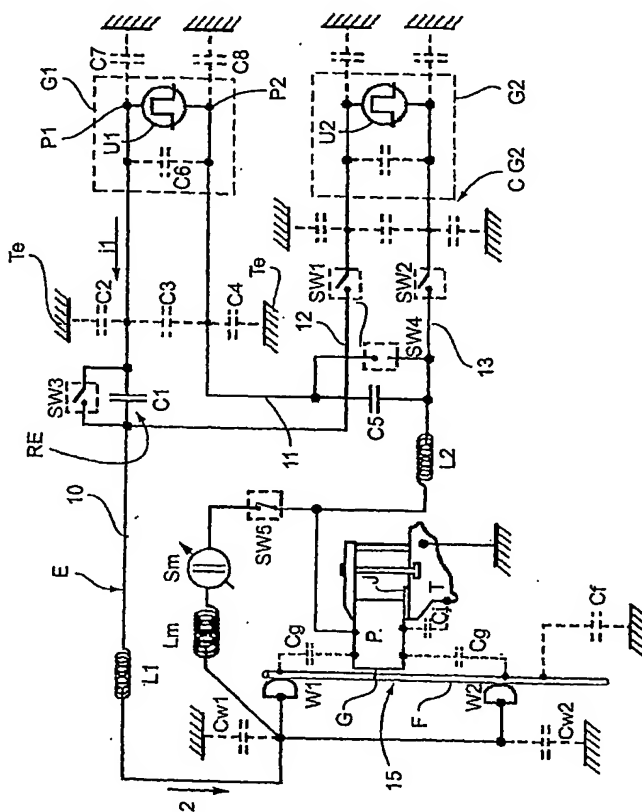 G1
C7
C8
P1
P2
U1
C6
i1
Te
C2
C3
C4
Te
SW3
C1
RE
10
E
L1
11
12
13
SW1
SW2
SW4
C5
L2
G2
U2
C G2
SW5
Sm
Lm
Cw1
W1
W2
Cw2
Cg
Cg
G
P
J
T
Cj
F
15
Cf
2